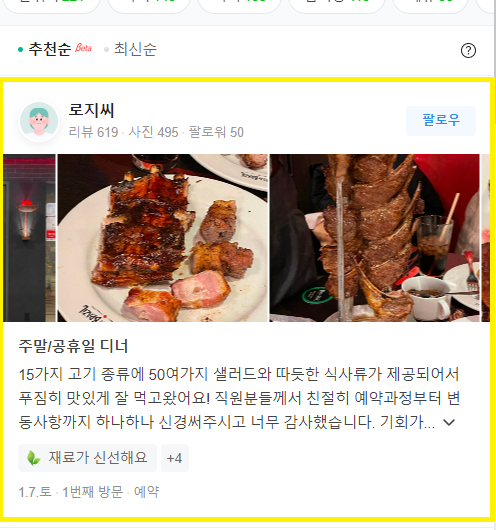 추천순 Beta 최신순
로지씨
리뷰 619 · 사진 495 · 팔로워 50
팔로우
주말/공휴일 디너
15가지 고기 종류에 50여가지 샐러드와 따듯한 식사류가 제공되어서
푸짐히 맛있게 잘 먹고왔어요! 직원분들께서 친절히 예약과정부터 변
동사항까지 하나하나 신경써주시고 너무 감사했습니다. 기회가...
재료가 신선해요 +4
1.7.토 · 1번째 방문 · 예약